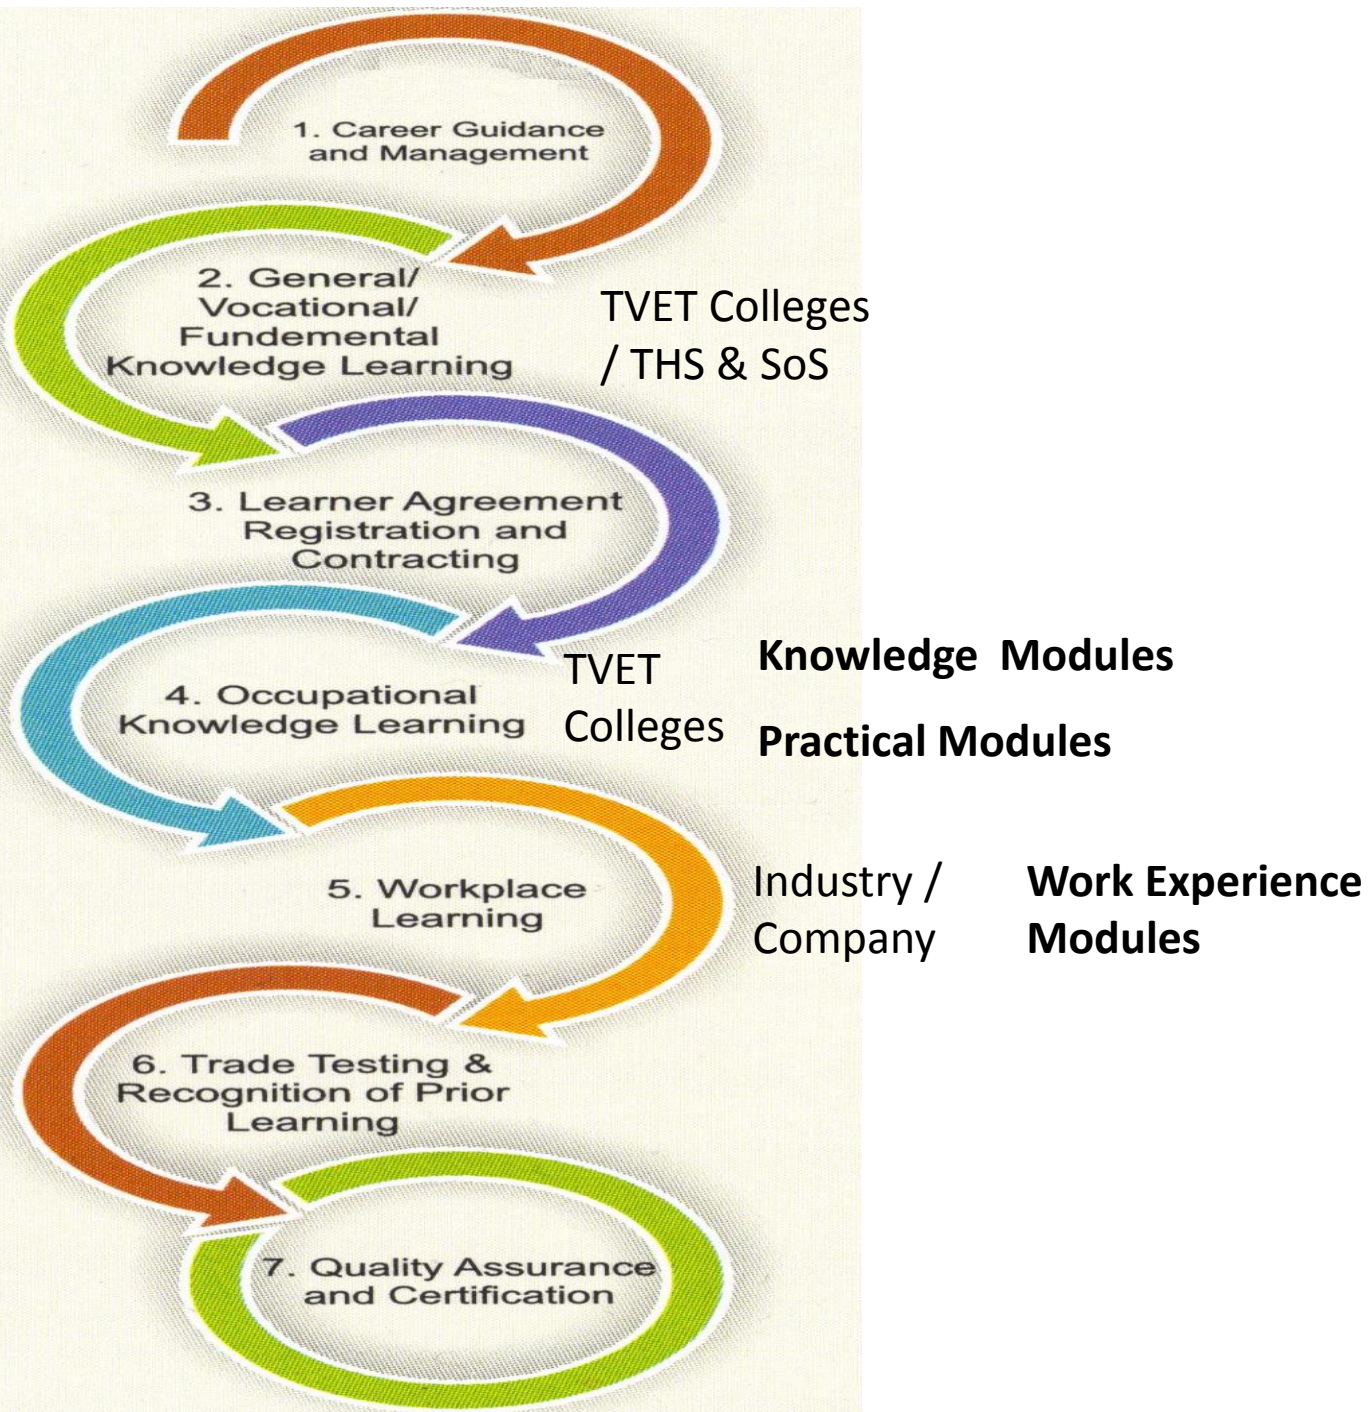 1. Career Guidance
and Management
2. General/
Vocational/
Fundemental
Knowledge Learning
TVET Colleges
/ THS & SoS
3. Learner Agreement
Registration and
Contracting
4. Occupational
Knowledge Learning
TVET
Colleges
Knowledge Modules
Practical Modules
5. Workplace
Learning
Industry /
Company
Work Experience
Modules
6. Trade Testing &
Recognition of Prior
Learning
7. Quality Assurance
and Certification